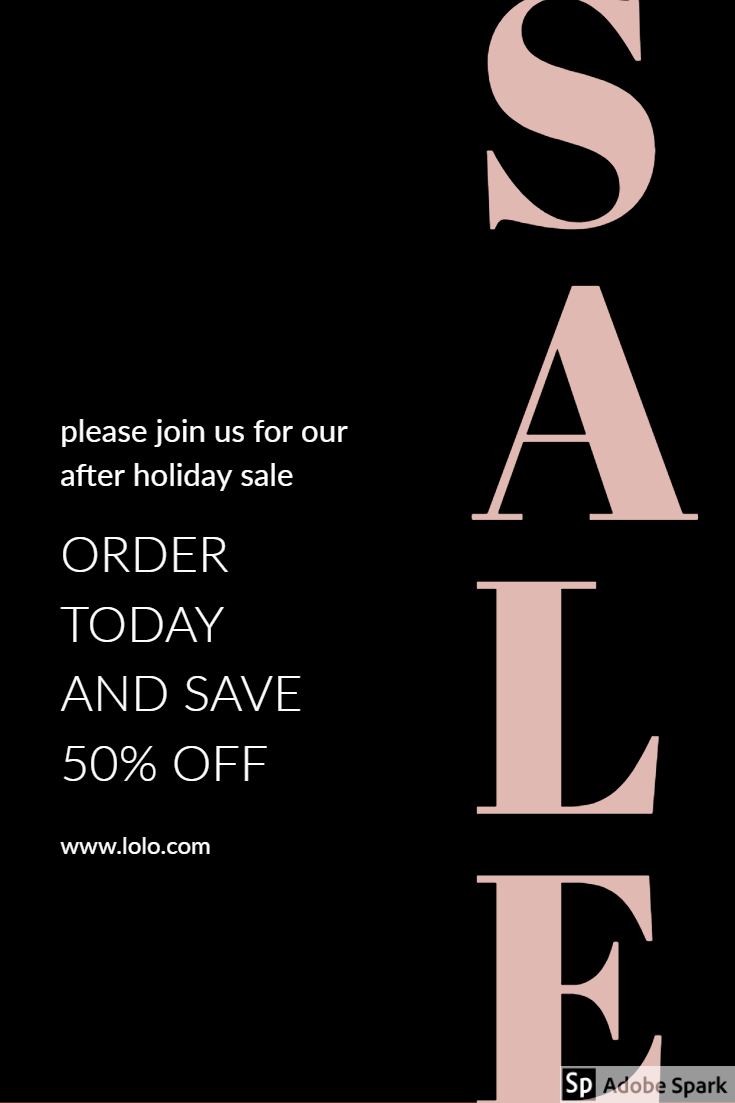 SALE
please join us for our
after holiday sale
ORDER
TODAY
AND SAVE
50% OFF
www.lolo.com
Sp Adobe Spark